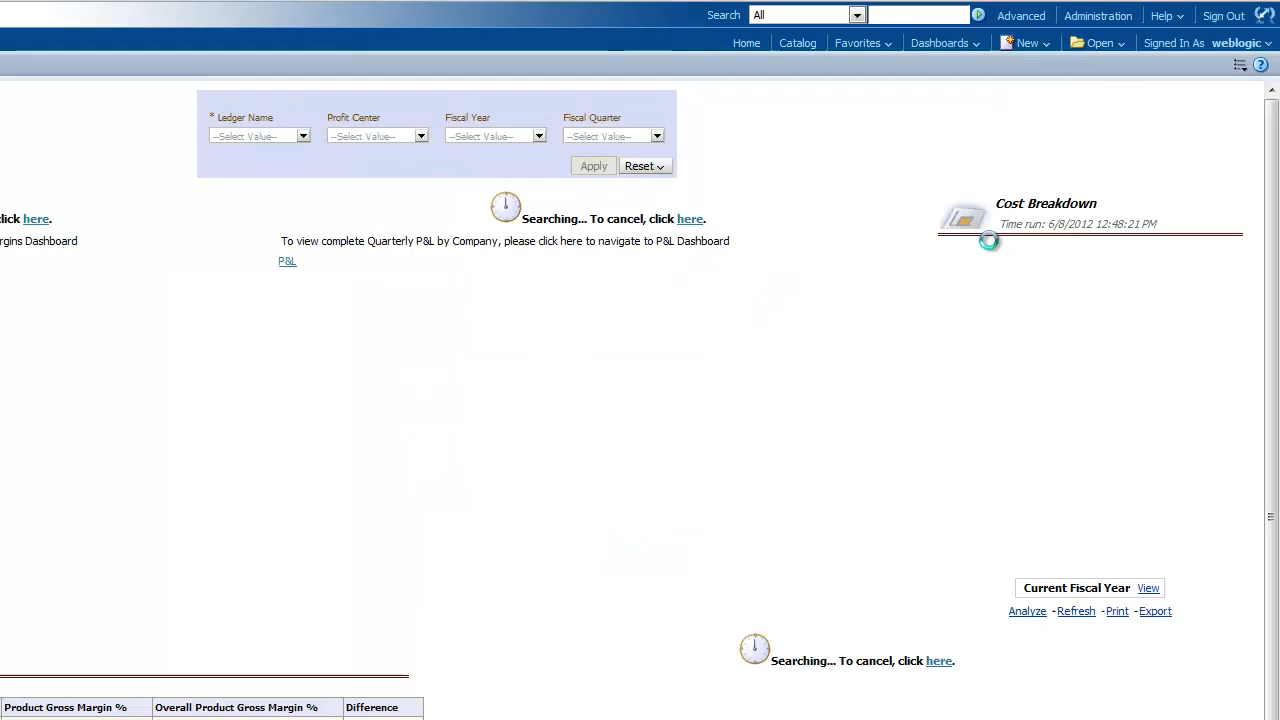 Search All Advanced Administration Help Sign Out
Home Catalog Favorites Dashboards New Open Signed In As weblogic
* Ledger Name Profit Center Fiscal Year Fiscal Quarter
--Select Value-- --Select Value-- --Select Value-- --Select Value--
Apply Reset
Cost Breakdown
lick here. Searching... To cancel, click here.
Time run: 6/8/2012 12:48:21 PM
rgins Dashboard To view complete Quarterly P&L by Company, please click here to navigate to P&L Dashboard
P&L
Current Fiscal Year View
Analyze - Refresh - Print - Export
Searching... To cancel, click here.
Product Gross Margin % Overall Product Gross Margin % Difference